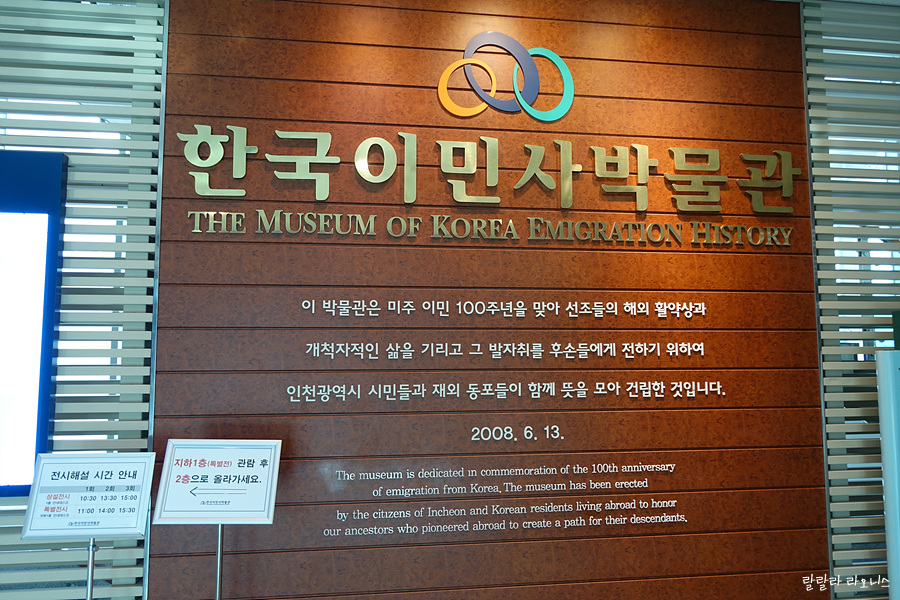 한국이민사박물관
THE MUSEUM OF KOREA EMIGRATION HISTORY
이 박물관은 미주 이민 100주년을 맞아 선조들의 해외 활약상과
개척자적인 삶을 기리고 그 발자취를 후손들에게 전하기 위하여
인천광역시 시민들과 재외 동포들이 함께 뜻을 모아 건립한 것입니다.
2008. 6. 13.
The museum is dedicated in commemoration of the 100th anniversary
of emigration from Korea. The museum has been erected
by the citizens of Incheon and Korean residents living abroad to honor
our ancestors who pioneered abroad to create a path for their descendants.
전시해설 시간 안내
1회 2회 3회
상설전시 10:30 13:30 15:00
특별전시 11:00 14:00 15:30
지하1층(특별전) 관람 후
2층으로 올라가세요.
한국이민사박물관
랄랄라 라오니스